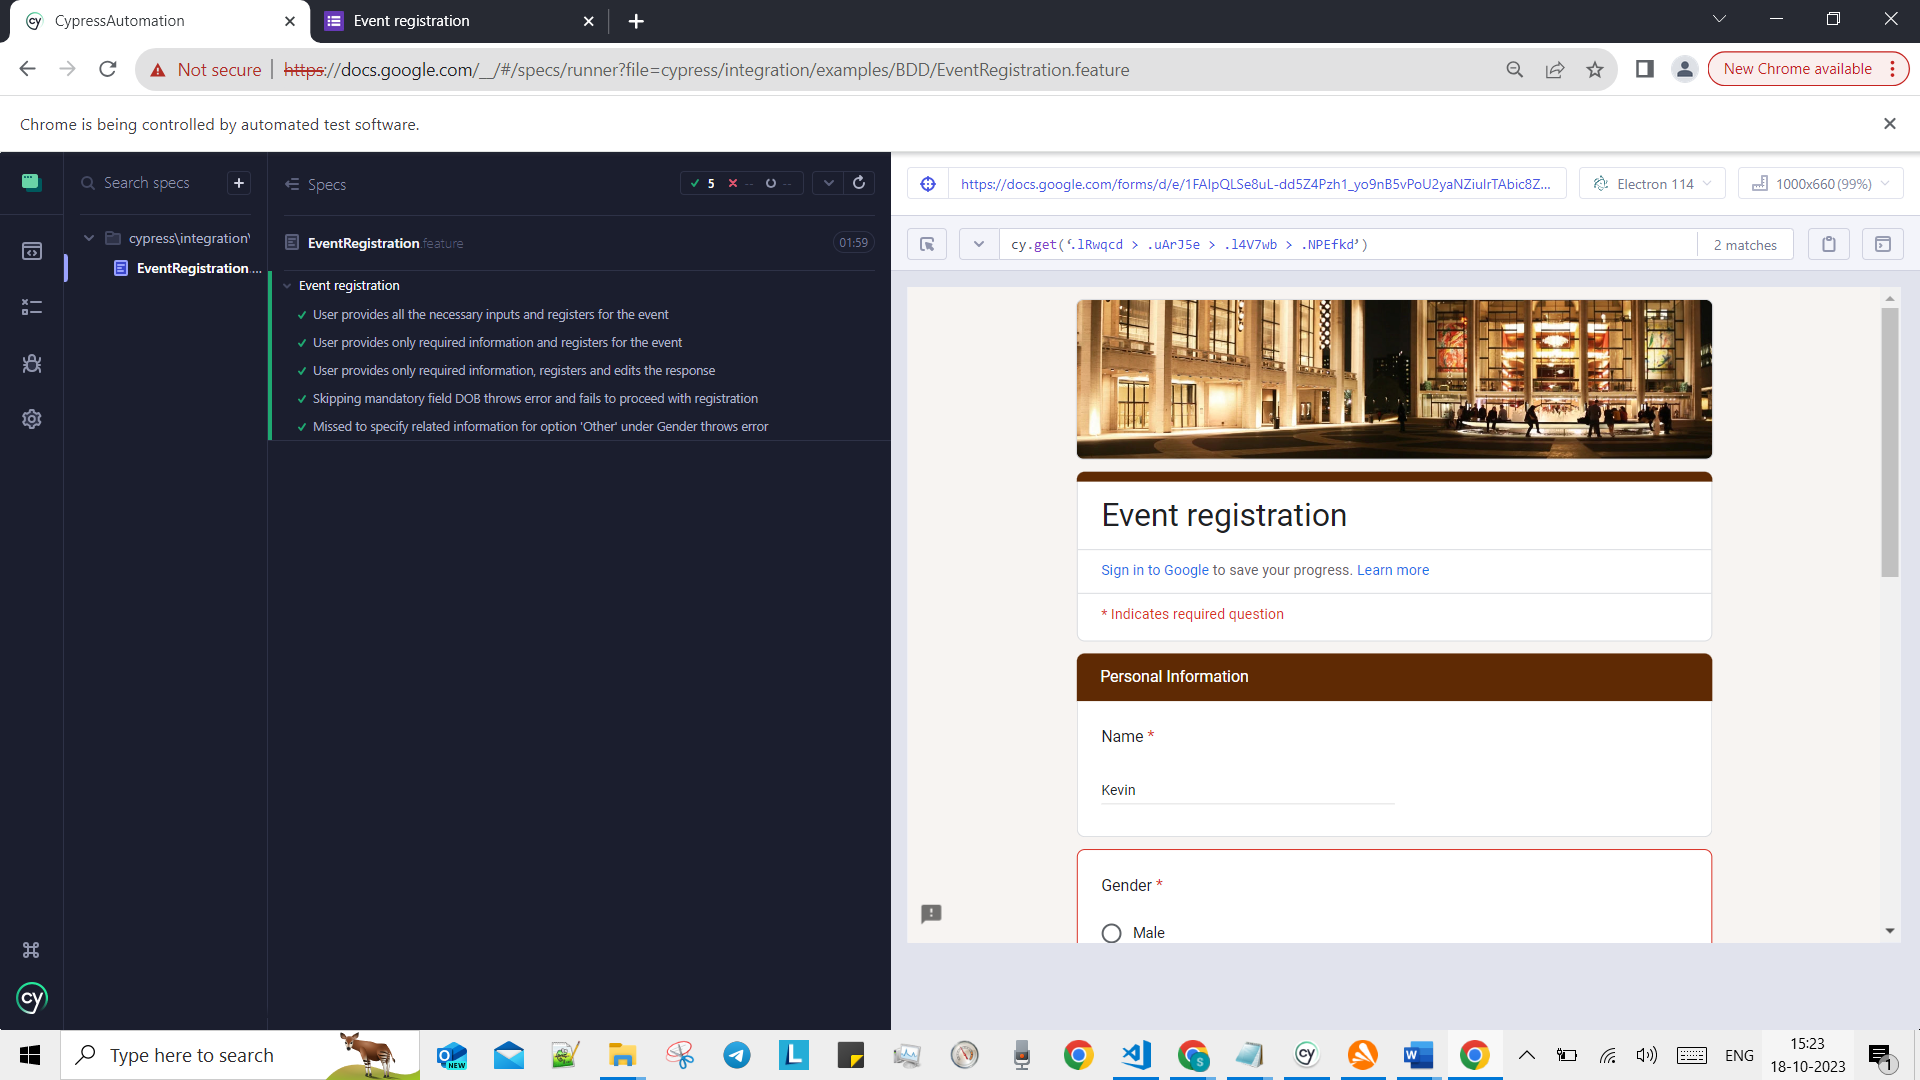 CypressAutomation
Event registration
Not secure
https://docs.google.com/__/#/specs/runner?file=cypress/integration/examples/BDD/EventRegistration.feature
New Chrome available
Chrome is being controlled by automated test software.
Search specs
+
cypress\integration\
EventRegistration....
Specs
5
--
--
EventRegistration.feature
01:59
Event registration
User provides all the necessary inputs and registers for the event
User provides only required information and registers for the event
User provides only required information, registers and edits the response
Skipping mandatory field DOB throws error and fails to proceed with registration
Missed to specify related information for option 'Other' under Gender throws error
cy
https://docs.google.com/forms/d/e/1FAIpQLSe8uL-dd5Z4Pzh1_yo9nB5vPoU2yaNZiulrTAbic8Z...
Electron 114
1000x660 (99%)
cy.get('.lRwqcd > .uArJ5e > .l4V7wb > .NPEfkd')
2 matches
Event registration
Sign in to Google to save your progress. Learn more
* Indicates required question
Personal Information
Name *
Kevin
Gender *
Male
Type here to search
NEW
L
ENG
15:23
18-10-2023
1